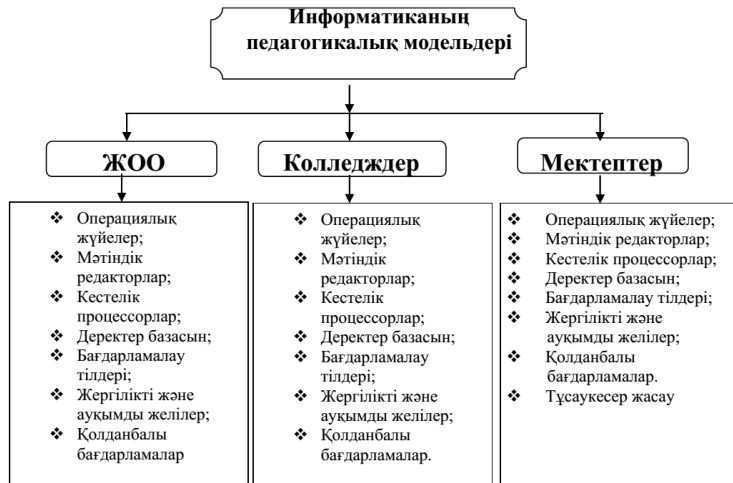 Информатиканың
педагогикалық модельдері
ЖОО
Колледждер
Мектептер
❖ Операциялық
жүйелер;
❖ Мәтіндік
редакторлар;
❖ Кестелік
процессорлар;
❖ Деректер базасын;
❖ Бағдарламалау
тілдері;
❖ Жергілікті және
ауқымды желілер;
❖ Қолданбалы
бағдарламалар
❖ Операциялық
жүйелер;
❖ Мәтіндік
редакторлар;
❖ Кестелік
процессорлар;
❖ Деректер базасын;
❖ Бағдарламалау
тілдері;
❖ Жергілікті және
ауқымды желілер;
❖ Қолданбалы
бағдарламалар.
❖ Операциялық жүйелер;
❖ Мәтіндік редакторлар;
❖ Кестелік процессорлар;
❖ Деректер базасын;
❖ Бағдарламалау тілдері;
❖ Жергілікті және
ауқымды желілер;
❖ Қолданбалы
бағдарламалар.
❖ Тұсаукесер жасау